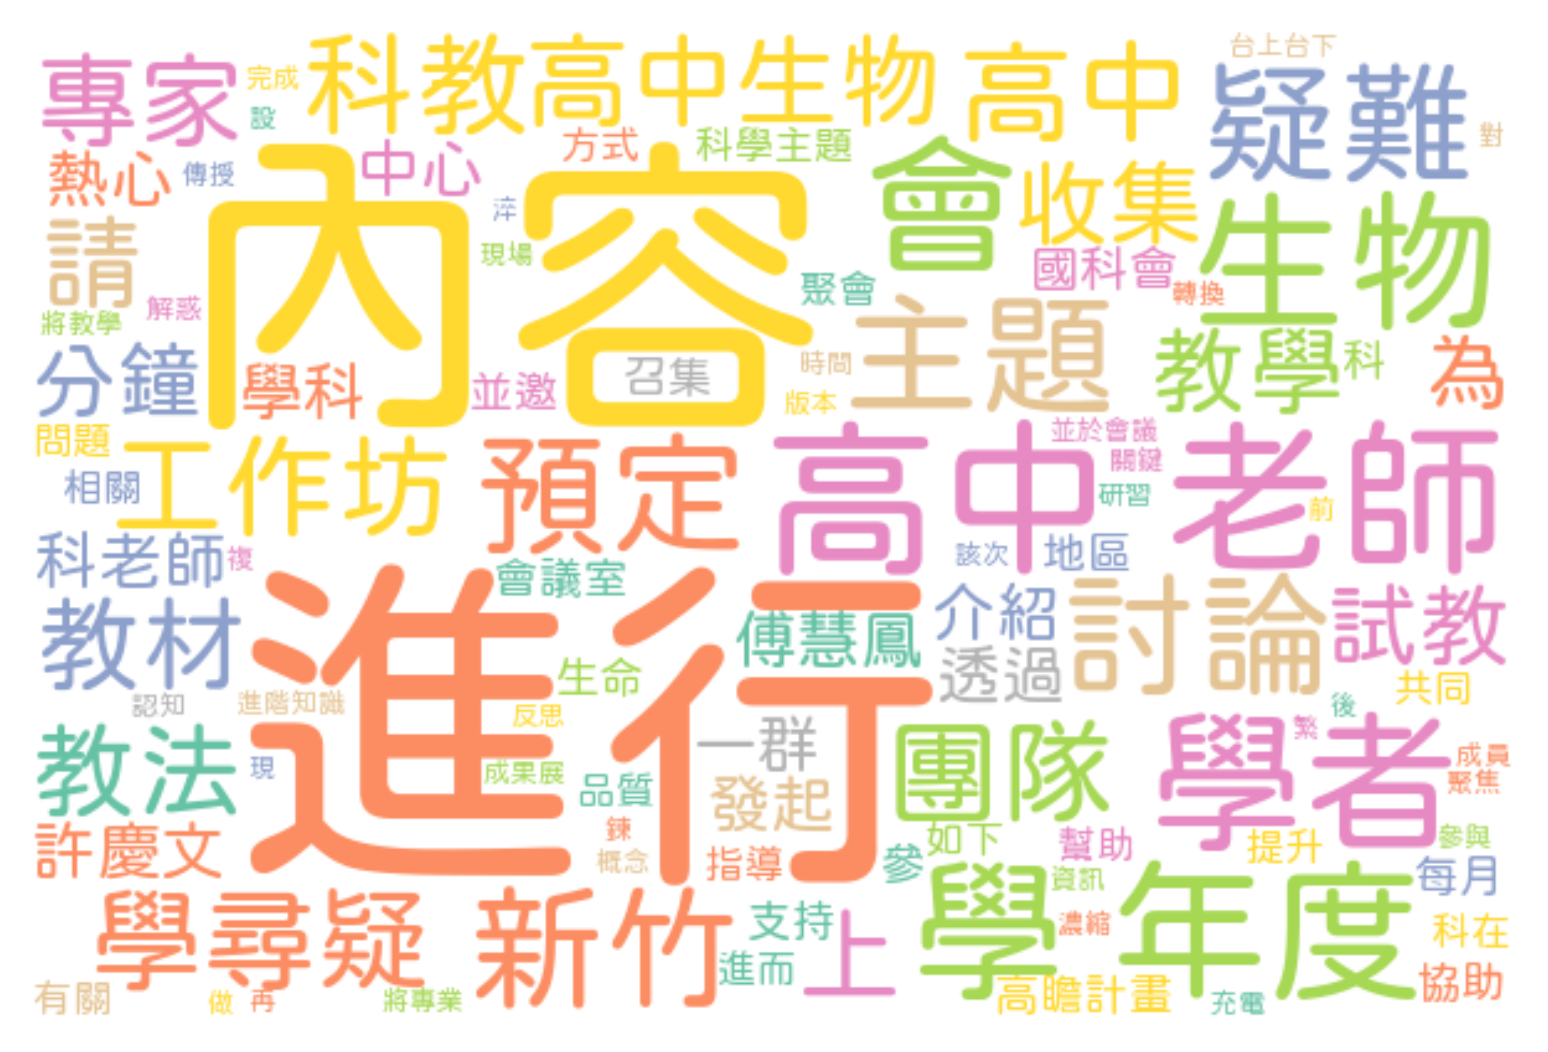 專家
完成
設
科教
高中生物
高中
台上台下
疑難
對
熱心
傳授
中心
方式
科學主題
內容
淬
現場
會
收集
生物
請
解惑
將教學
聚會
國科會
轉換
主題
分鐘
學科
並邀
召集
時間
版本
教學
科
為
問題
相關
工作坊
預定
高中
並於會議
關鍵
研習
老師
前
科老師
複
會議室
該次
地區
進行
教材
傅慧鳳
介紹
討論
試教
認知
進階知識
生命
反思
透過
共同
後
教法
現
成果展
一群
團隊
學者
繁
成員
聚焦
品質
發起
許慶文
鍊
概念
指導
參
如下
幫助
提升
參與
資訊
每月
學尋疑
新竹
支持
進而
上
學年度
濃縮
科在
有關
做
再
將專業
高瞻計畫
充電
協助